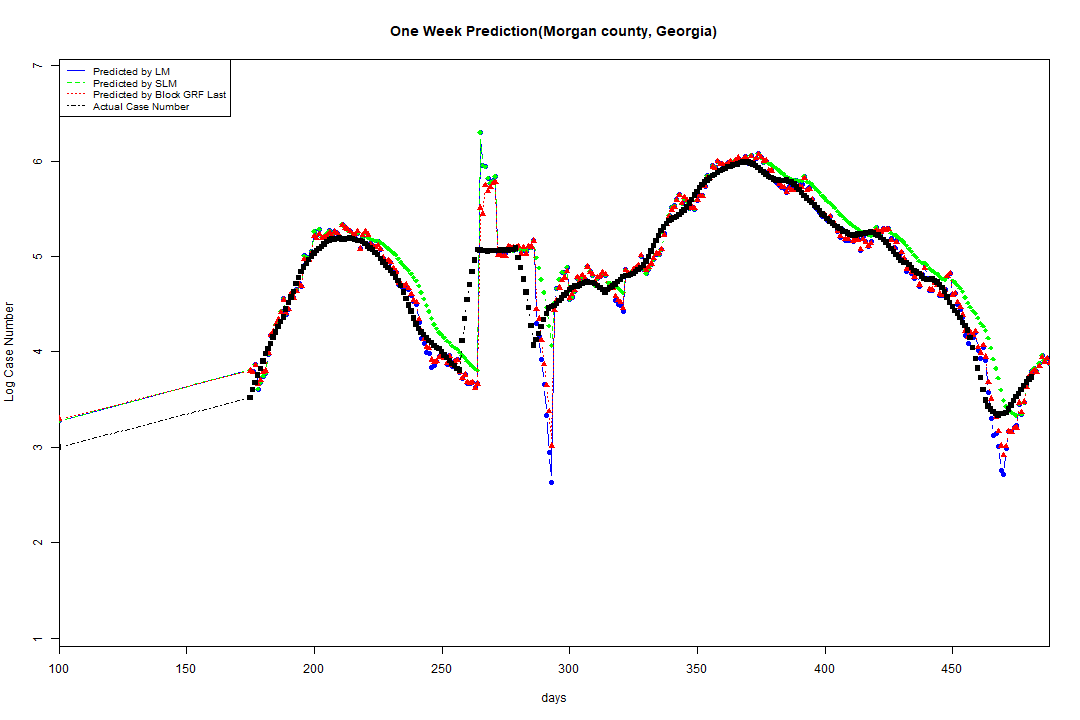 One Week Prediction(Morgan county, Georgia)
Predicted by LM
Predicted by SLM
Predicted by Block GRF Last
Actual Case Number
Log Case Number
7
6
5
4
3
2
1
100 150 200 250 300 350 400 450
days